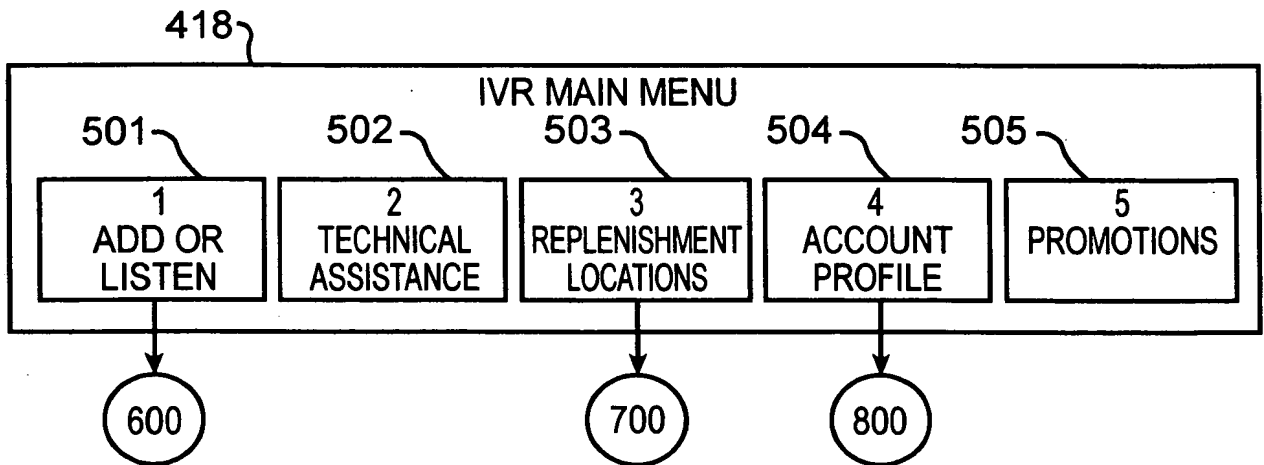 418
IVR MAIN MENU
501 502 503 504 505
1 2 3 4 5
ADD OR TECHNICAL REPLENISHMENT ACCOUNT PROMOTIONS
LISTEN ASSISTANCE LOCATIONS PROFILE
600 700 800